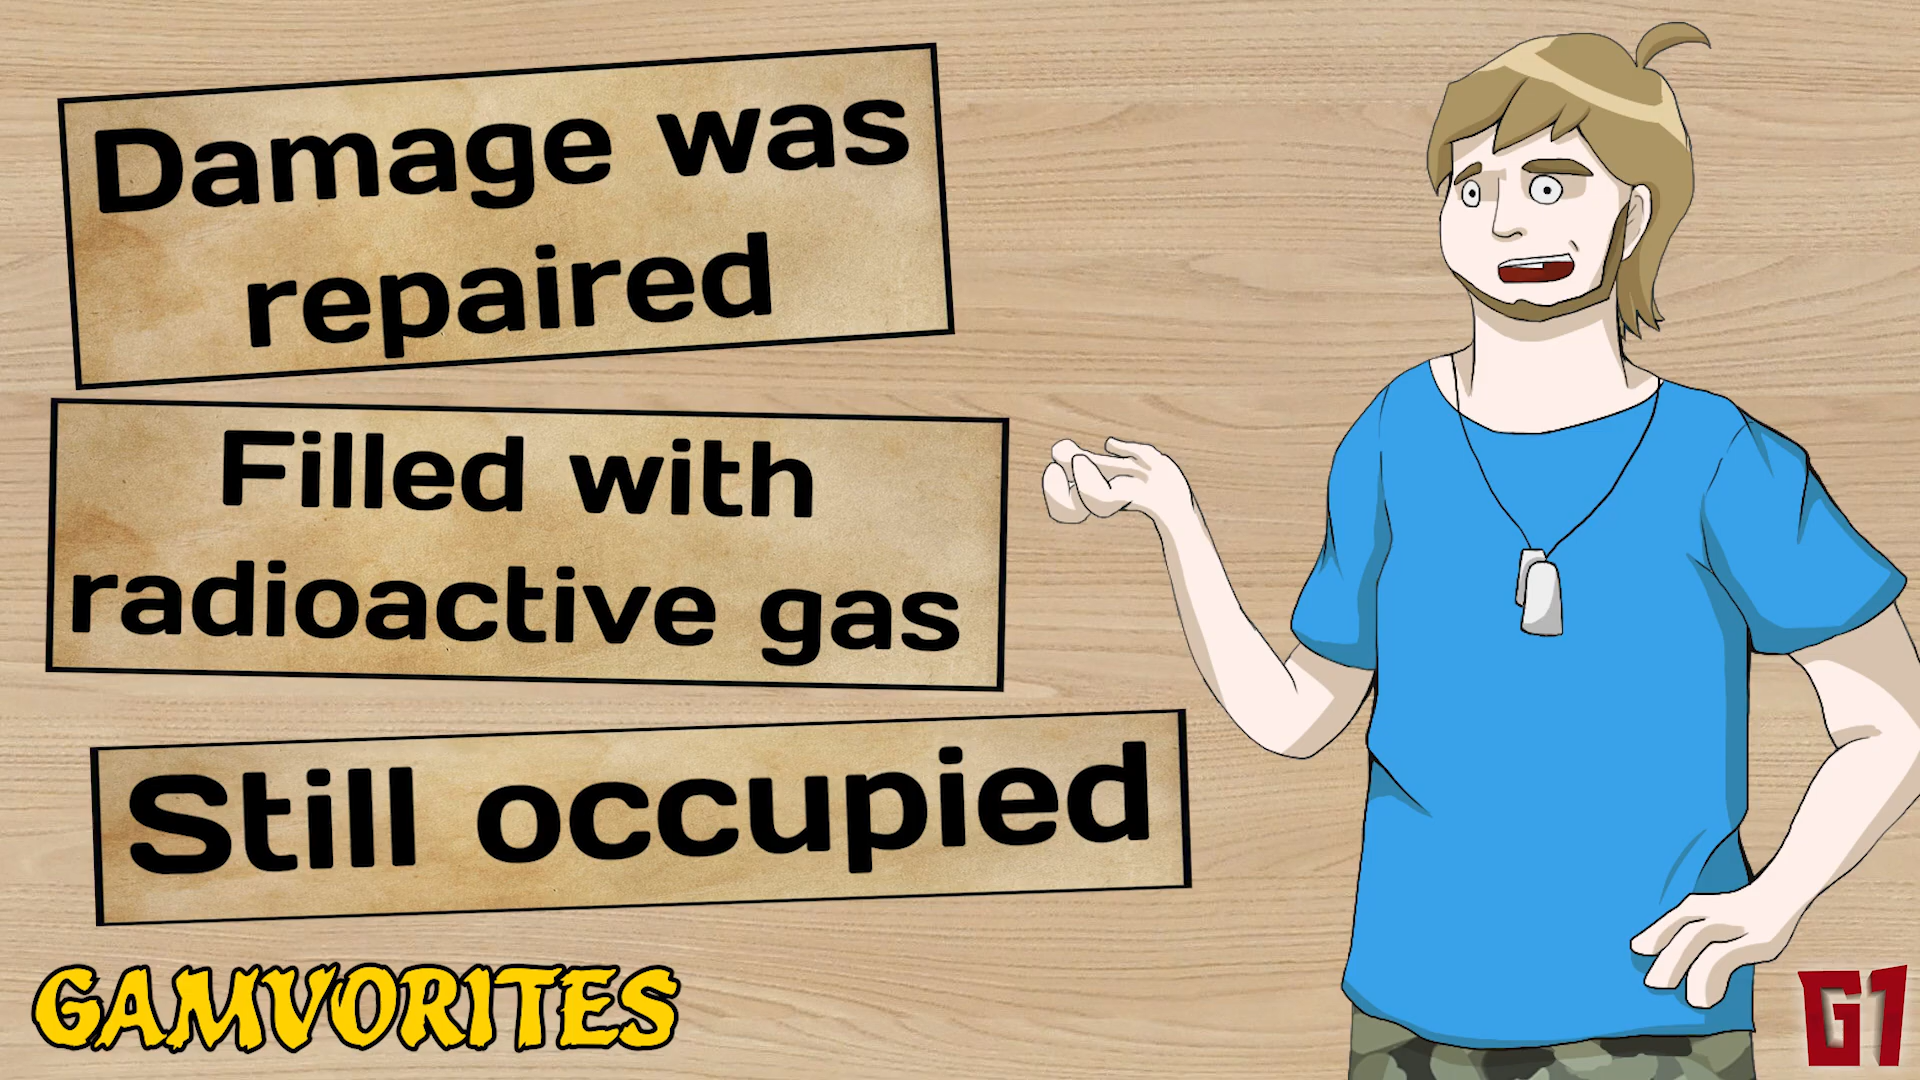 Damage was
repaired
Filled with
radioactive gas
Still occupied
GAMVORITES
G1